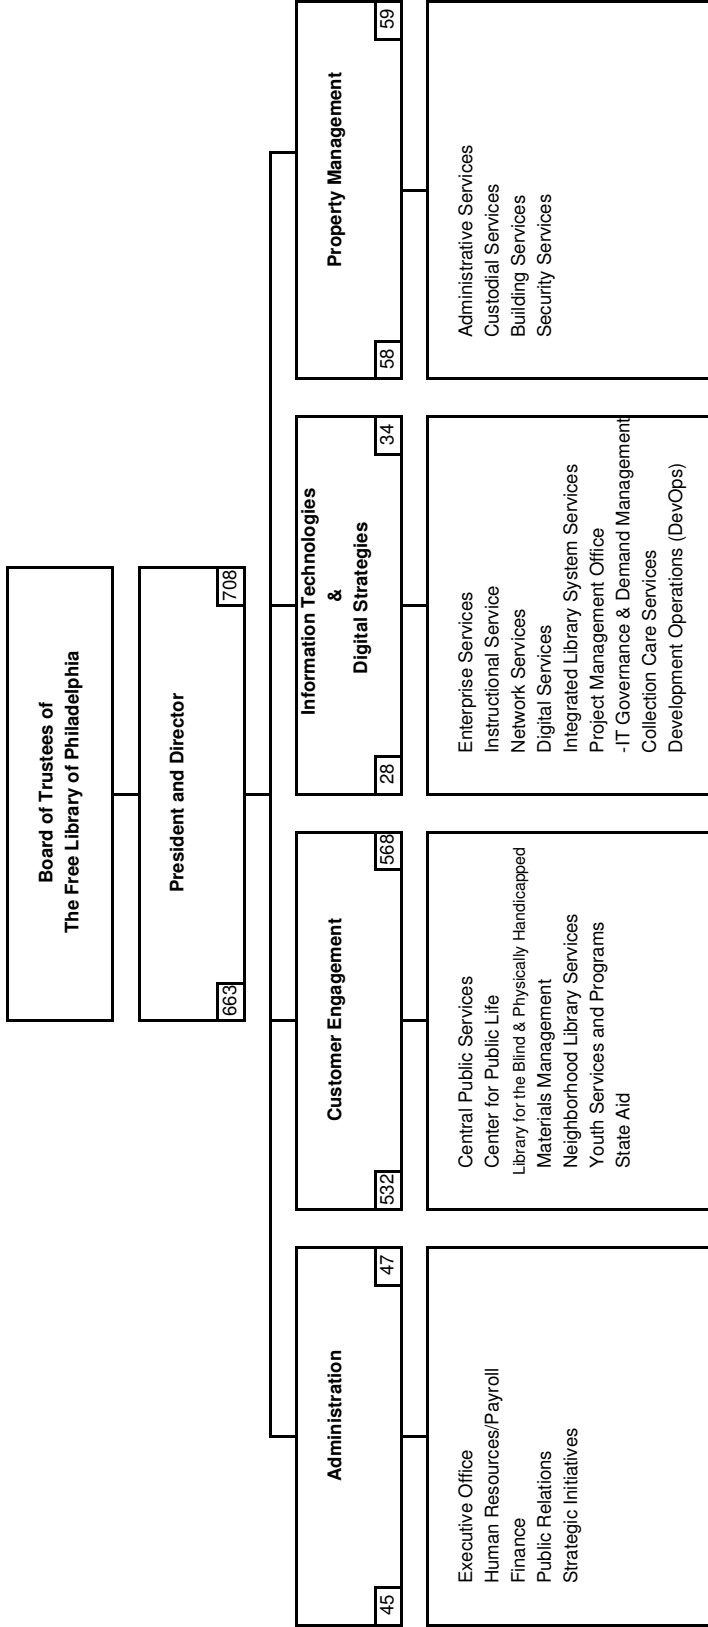 Board of Trustees of
The Free Library of Philadelphia
President and Director
663
708
Administration
45
47
Executive Office
Human Resources/Payroll
Finance
Public Relations
Strategic Initiatives
Customer Engagement
532
568
Central Public Services
Center for Public Life
Library for the Blind & Physically Handicapped
Materials Management
Neighborhood Library Services
Youth Services and Programs
State Aid
Information Technologies
&
Digital Strategies
28
34
Enterprise Services
Instructional Service
Network Services
Digital Services
Integrated Library System Services
Project Management Office
-IT Governance & Demand Management
Collection Care Services
Development Operations (DevOps)
Property Management
58
59
Administrative Services
Custodial Services
Building Services
Security Services